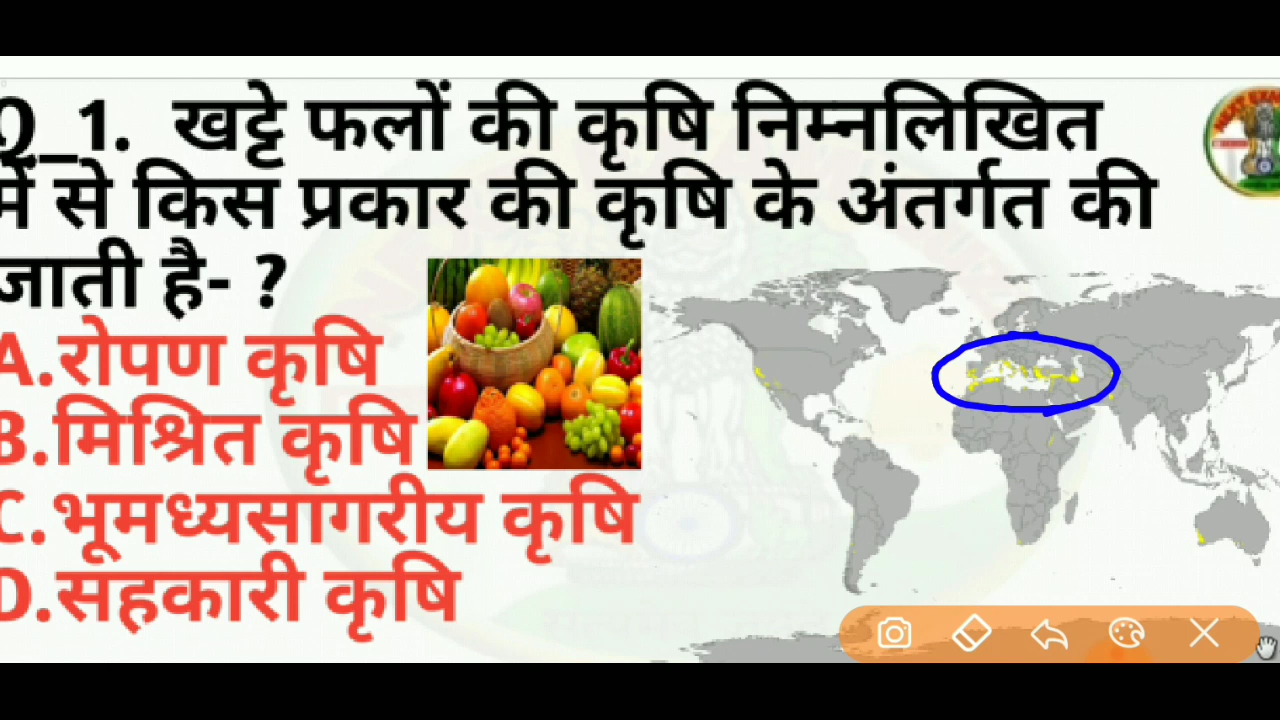 Q_1. खट्टे फलों की कृषि निम्नलिखित
में से किस प्रकार की कृषि के अंतर्गत की
जाती है- ?
A.रोपण कृषि
B.मिश्रित कृषि
C.भूमध्यसागरीय कृषि
D.सहकारी कृषि